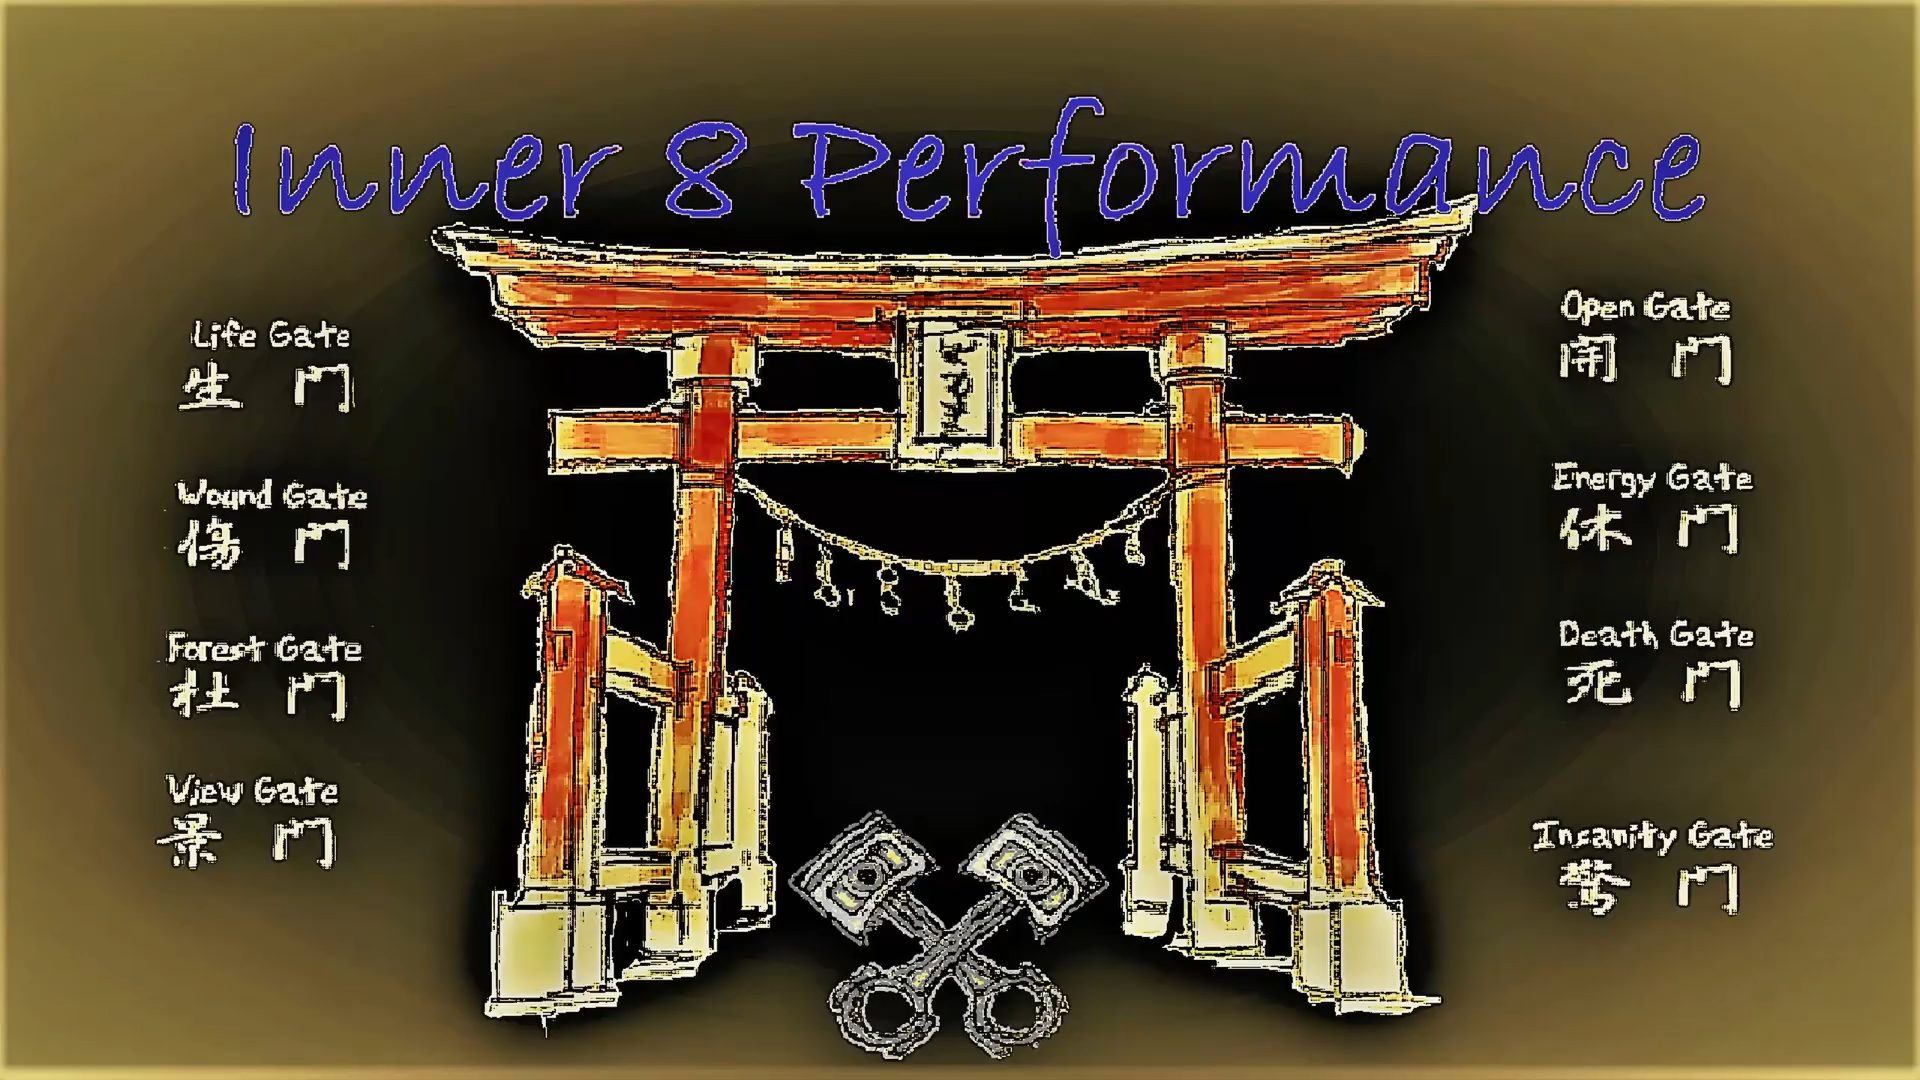 Inner 8 Performance
Life Gate
生 門
Wound Gate
傷 門
Forest Gate
杜 門
View Gate
景 門
Open Gate
開 門
Energy Gate
休 門
Death Gate
死 門
Insanity Gate
驚 門